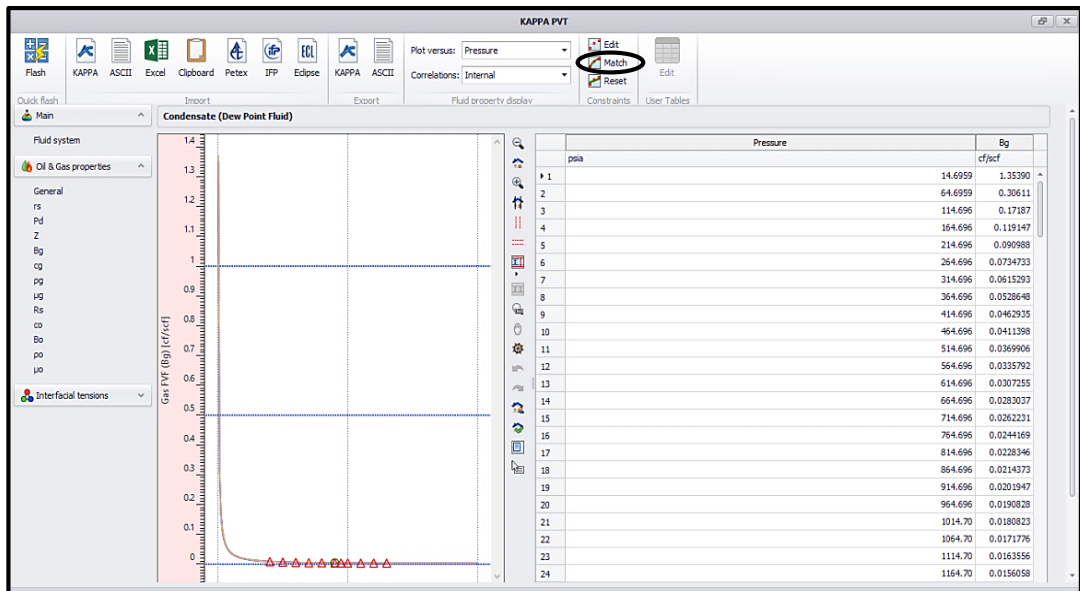 KAPPA PVT
Flash
KAPPA ASCII Excel Clipboard Petex IFP Eclipse KAPPA ASCII
ECL
Plot versus: Pressure
Correlations: Internal
Edit
Match
Reset
Edit
Quick flash Import Export Fluid property display Constraints User Tables
Main
Fluid system
Oil & Gas properties
General
rs
Pd
Z
Bg
cg
ρg
μg
Rs
co
Bo
ρo
μo
Interfacial tensions
Condensate (Dew Point Fluid)
Gas FVF (Bg) [cf/scf]
1.4
1.3
1.2
1.1
1
0.9
0.8
0.7
0.6
0.5
0.4
0.3
0.2
0.1
0
Pressure Bg
psia cf/scf
1 14.6959 1.35390
2 64.6959 0.30611
3 114.696 0.17187
4 164.696 0.119147
5 214.696 0.090988
6 264.696 0.0734733
7 314.696 0.0615293
8 364.696 0.0528648
9 414.696 0.0462935
10 464.696 0.0411398
11 514.696 0.0369906
12 564.696 0.0335792
13 614.696 0.0307255
14 664.696 0.0283037
15 714.696 0.0262231
16 764.696 0.0244169
17 814.696 0.0228346
18 864.696 0.0214373
19 914.696 0.0201947
20 964.696 0.0190828
21 1014.70 0.0180823
22 1064.70 0.0171776
23 1114.70 0.0163556
24 1164.70 0.0156058